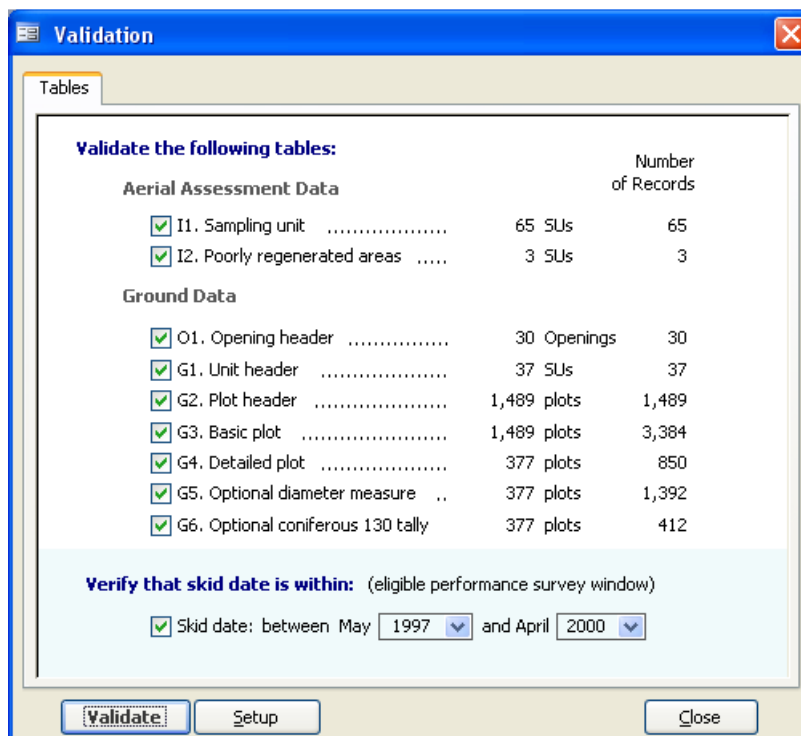 Validation
Tables
Validate the following tables:
Number
of Records
Aerial Assessment Data
I1. Sampling unit ................... 65 SUs 65
I2. Poorly regenerated areas ..... 3 SUs 3
Ground Data
O1. Opening header ................ 30 Openings 30
G1. Unit header .................... 37 SUs 37
G2. Plot header ..................... 1,489 plots 1,489
G3. Basic plot ....................... 1,489 plots 3,384
G4. Detailed plot .................... 377 plots 850
G5. Optional diameter measure .. 377 plots 1,392
G6. Optional coniferous 130 tally 377 plots 412
Verify that skid date is within: (eligible performance survey window)
Skid date: between May 1997 and April 2000
Validate Setup Close